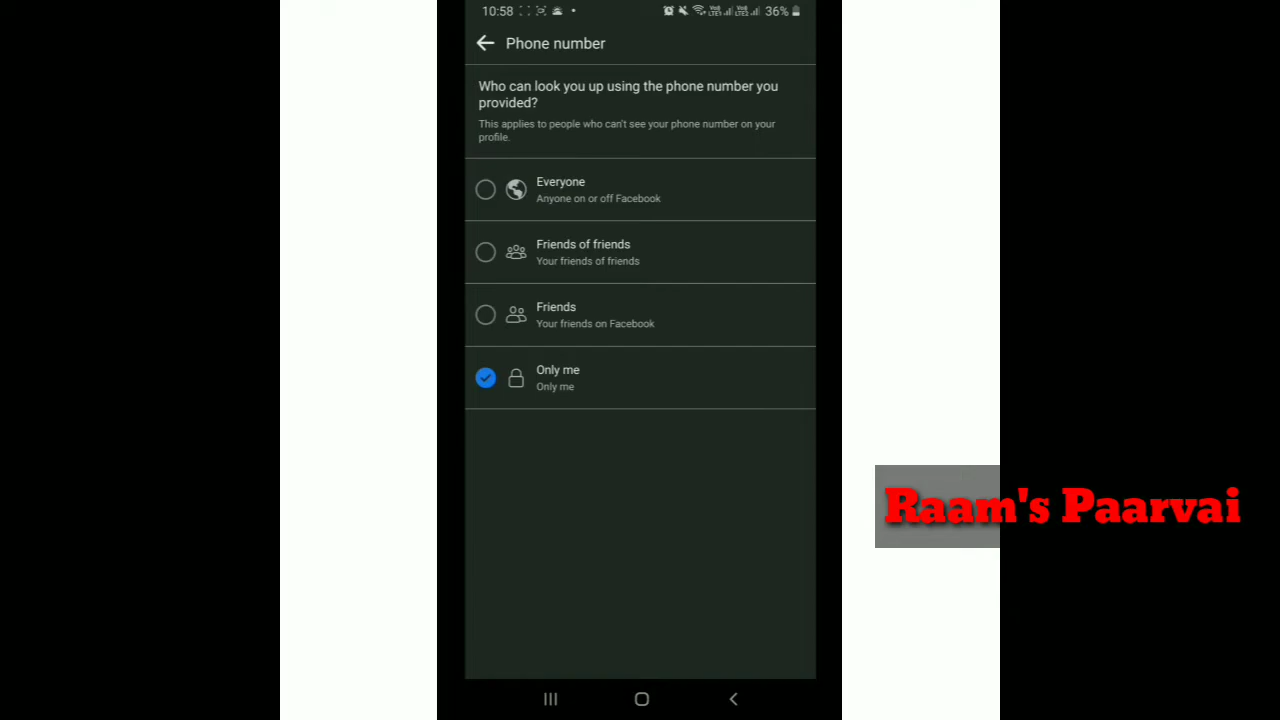 10:58
36%
Phone number
Who can look you up using the phone number you
provided?
This applies to people who can't see your phone number on your
profile.
Everyone
Anyone on or off Facebook
Friends of friends
Your friends of friends
Friends
Your friends on Facebook
Only me
Only me
Raam's Paarvai